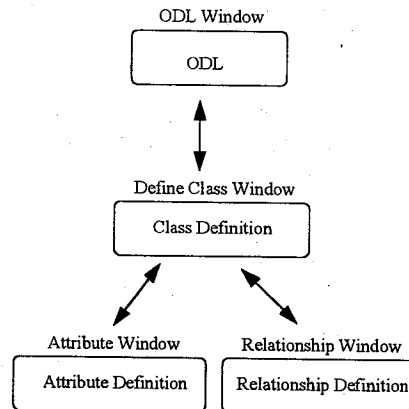 ODL Window
ODL
Define Class Window
Class Definition
Attribute Window
Relationship Window
Attribute Definition
Relationship Definition